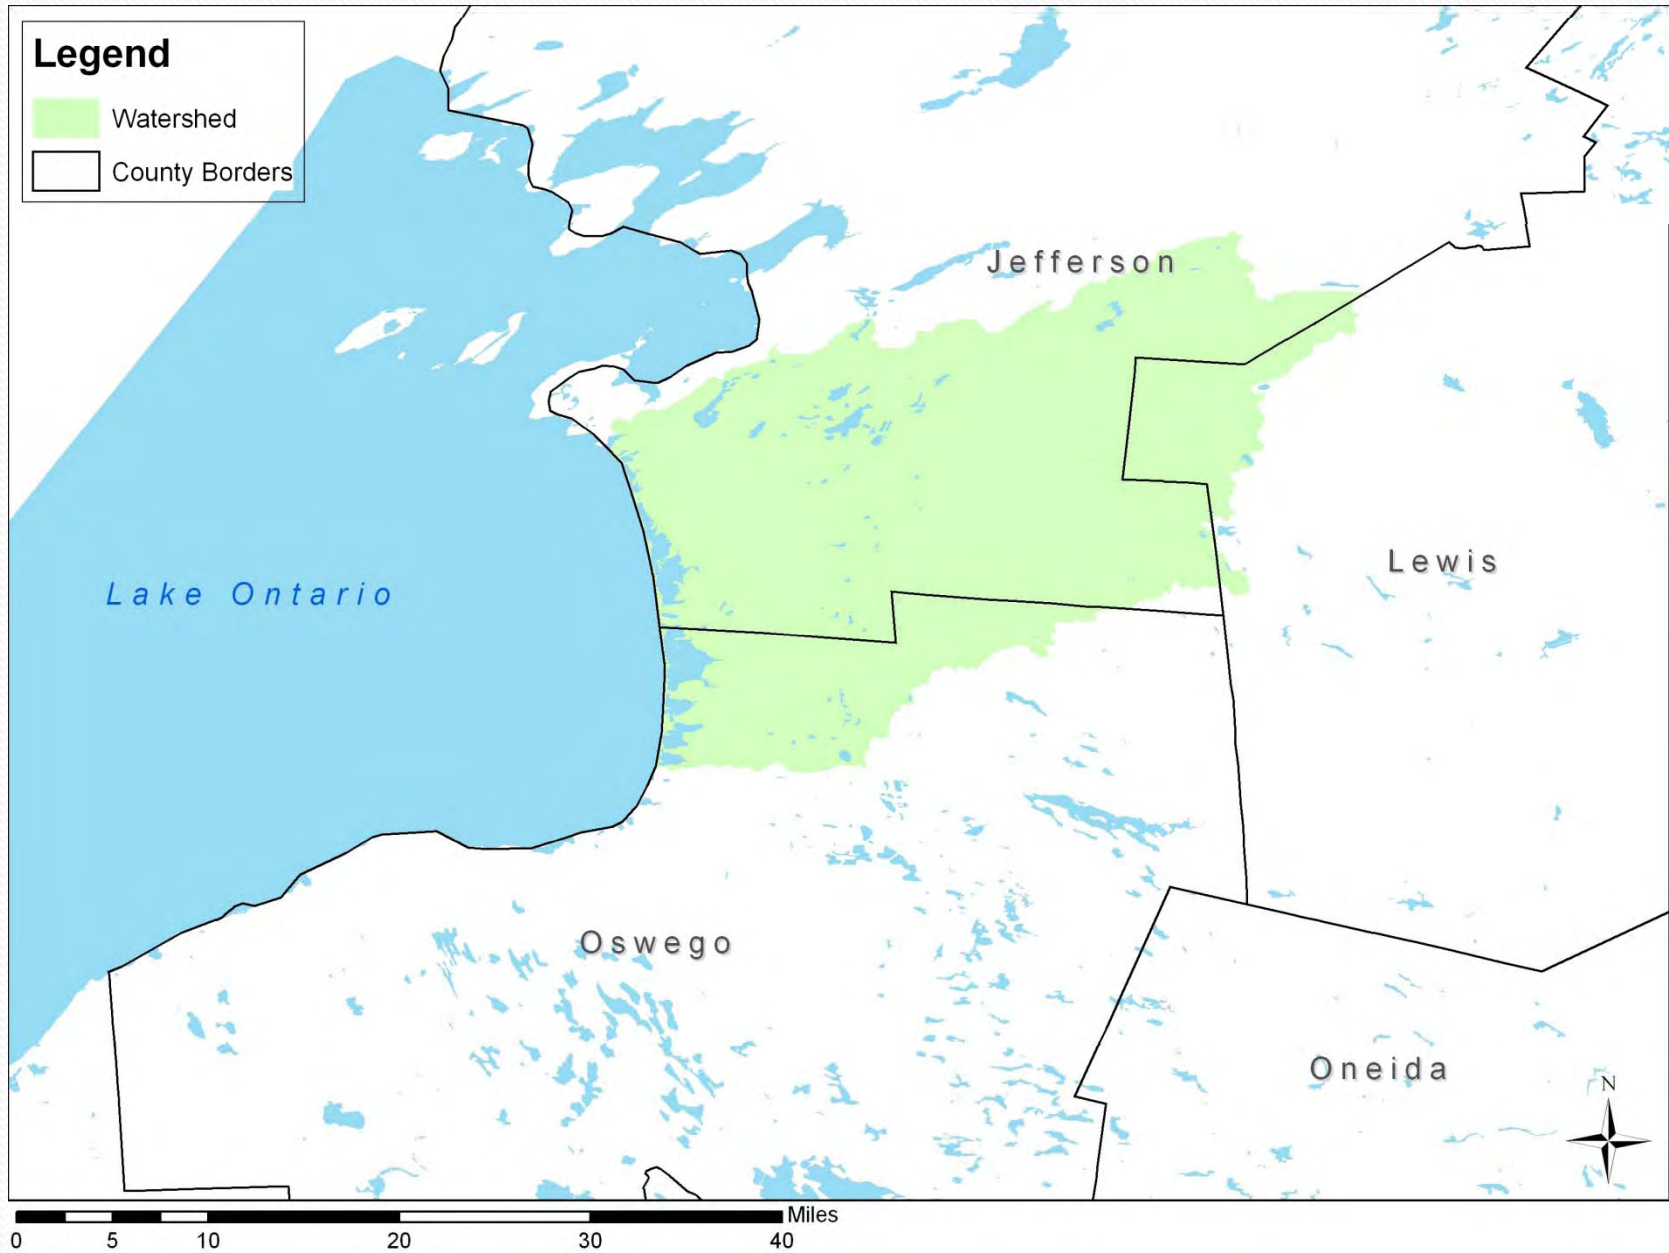 Legend
Watershed
County Borders
Jefferson
Lake Ontario
Lewis
Oswego
Oneida
N
Miles
0 5 10 20 30 40